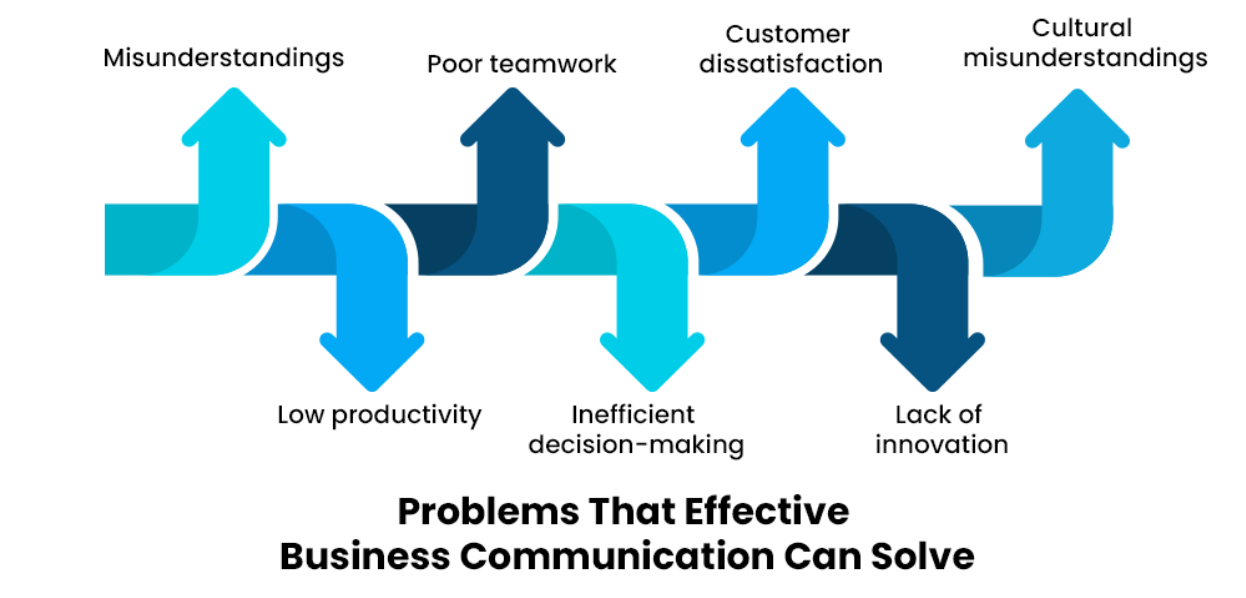 Misunderstandings
Poor teamwork
Customer
dissatisfaction
Cultural
misunderstandings
Low productivity
Inefficient
decision-making
Lack of
innovation
Problems That Effective
Business Communication Can Solve